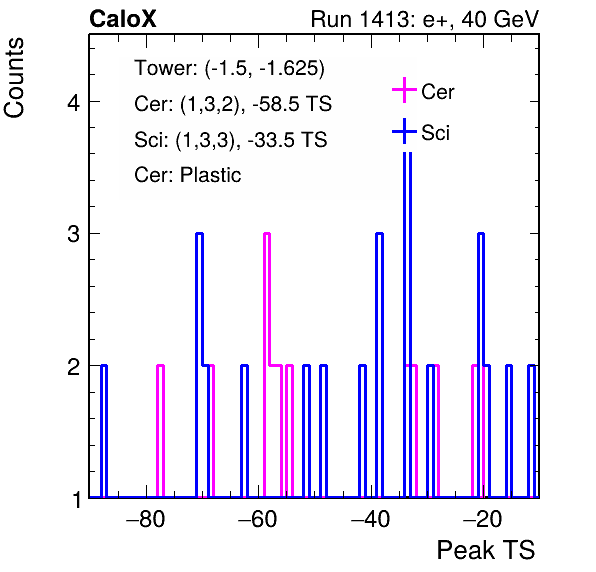 CaloX Run 1413: e+, 40 GeV
Counts
Tower: (-1.5, -1.625)
Cer: (1,3,2), -58.5 TS
Sci: (1,3,3), -33.5 TS
Cer: Plastic
Cer
Sci
4
3
2
1
−80 −60 −40 −20
Peak TS